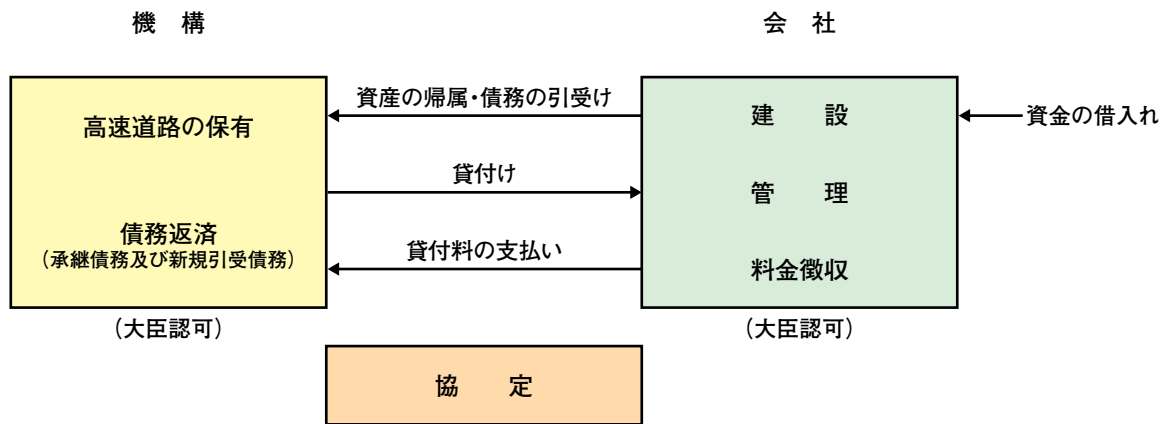 機 構
会 社
資産の帰属・債務の引受け
高速道路の保有
建 設
資金の借入れ
貸付け
管 理
債務返済
（承継債務及び新規引受債務）
貸付料の支払い
料金徴収
（大臣認可）
（大臣認可）
協 定